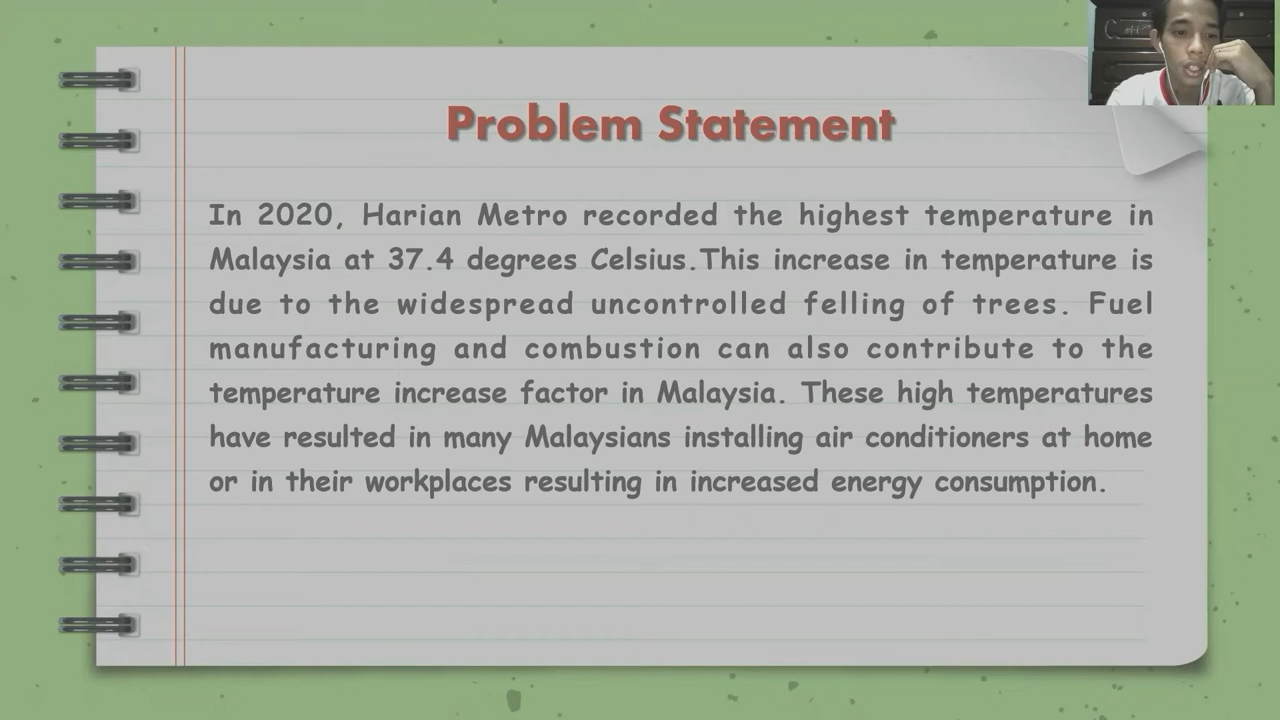 Problem Statement
In 2020, Harian Metro recorded the highest temperature in
Malaysia at 37.4 degrees Celsius.This increase in temperature is
due to the widespread uncontrolled felling of trees. Fuel
manufacturing and combustion can also contribute to the
temperature increase factor in Malaysia. These high temperatures
have resulted in many Malaysians installing air conditioners at home
or in their workplaces resulting in increased energy consumption.